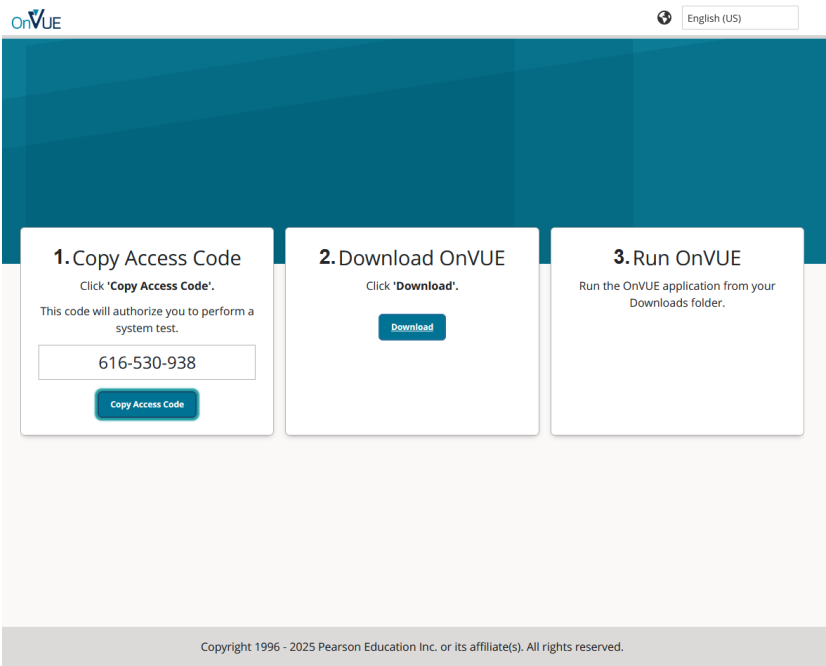 OnVUE
English (US)
1. Copy Access Code
Click 'Copy Access Code'.
This code will authorize you to perform a
system test.
616-530-938
Copy Access Code
2. Download OnVUE
Click 'Download'.
Download
3. Run OnVUE
Run the OnVUE application from your
Downloads folder.
Copyright 1996 - 2025 Pearson Education Inc. or its affiliate(s). All rights reserved.